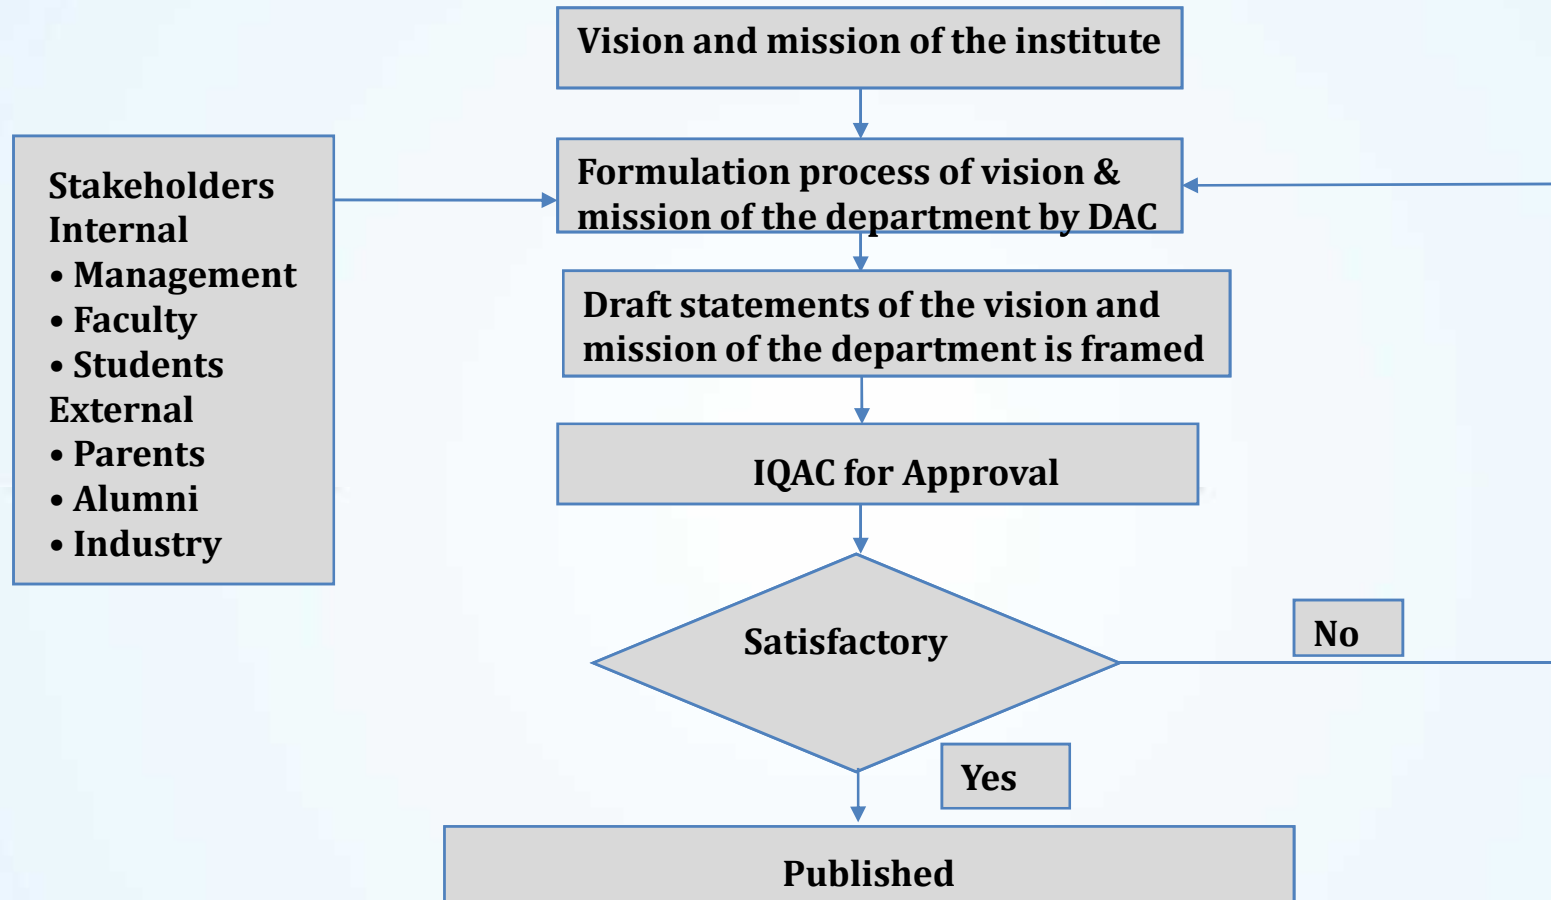 Vision and mission of the institute
Stakeholders
Internal
• Management
• Faculty
• Students
External
• Parents
• Alumni
• Industry
Formulation process of vision &
mission of the department by DAC
Draft statements of the vision and
mission of the department is framed
IQAC for Approval
Satisfactory
No
Yes
Published